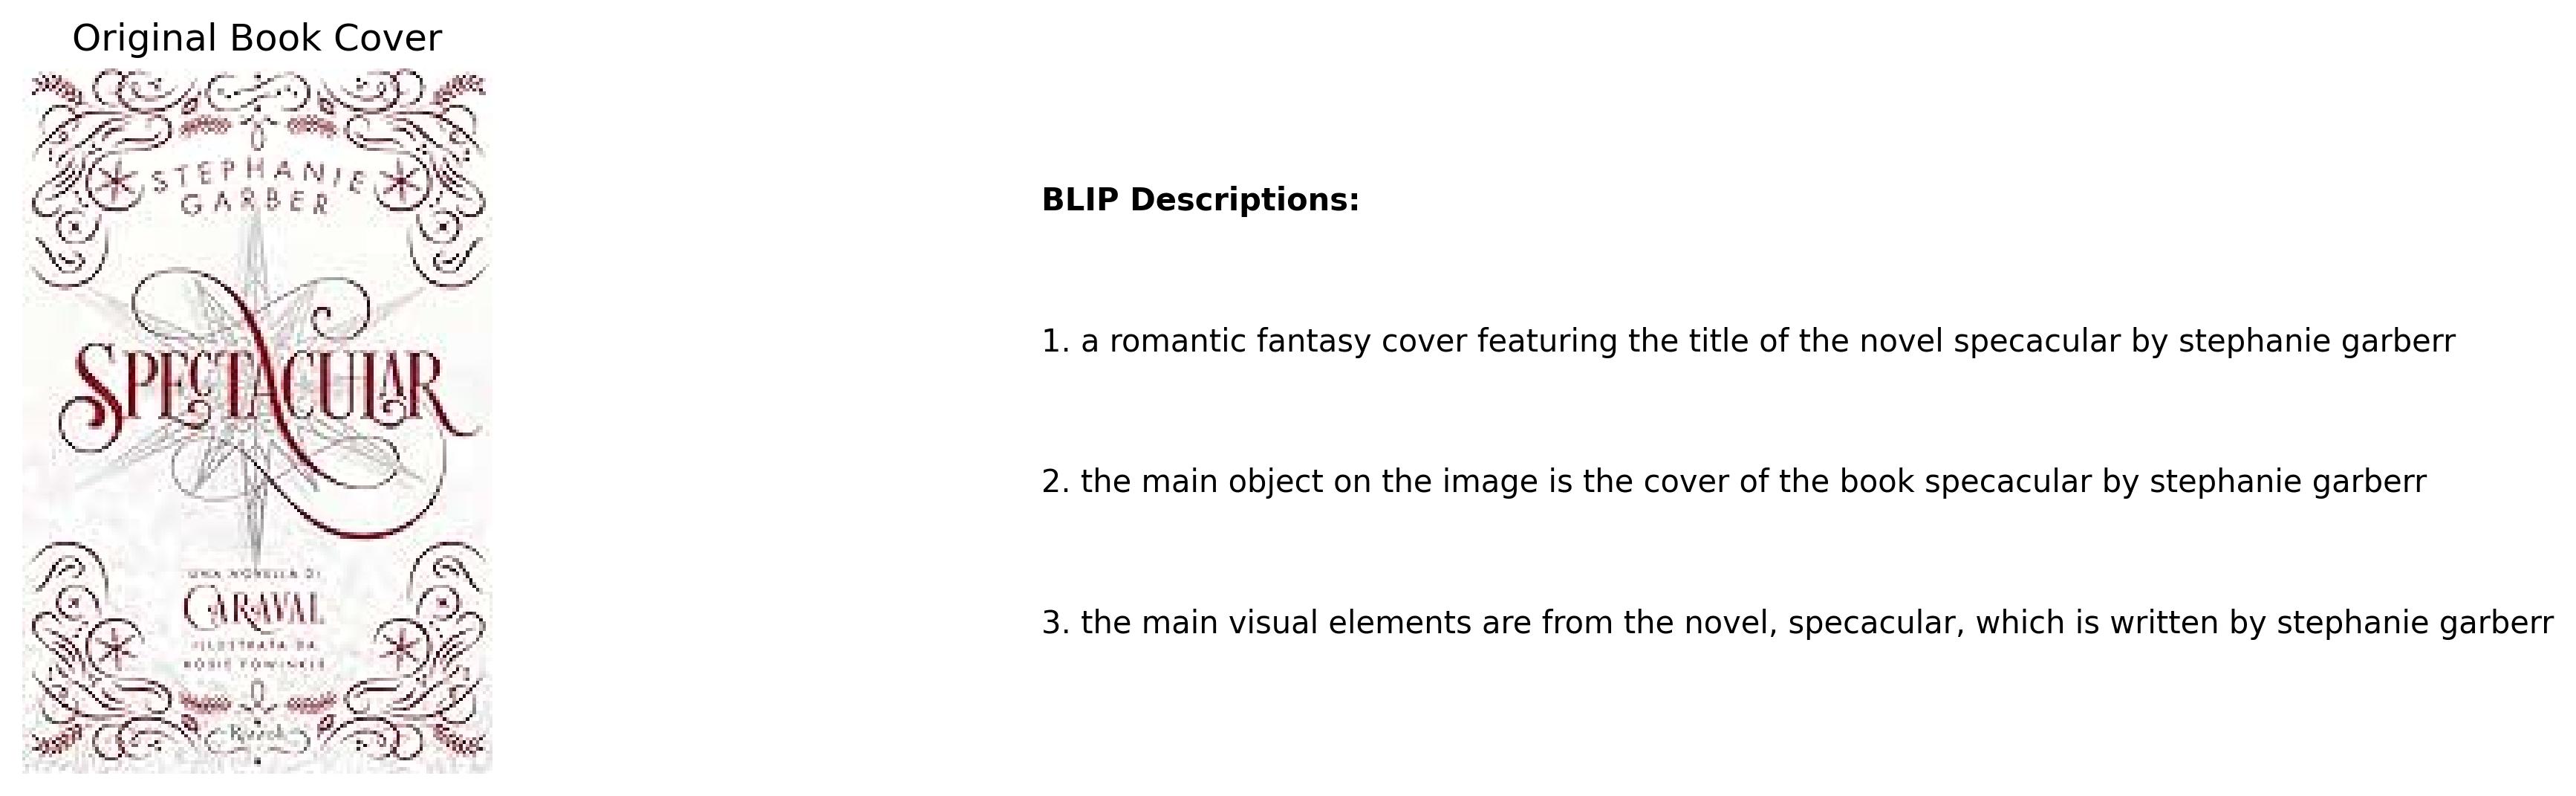 Original Book Cover
STEPHANIE
GARBER
SPECTACULAR
UNA NOVELLA DI
CARAVAL
ILLUSTRATA DA
BLIP Descriptions:
1. a romantic fantasy cover featuring the title of the novel specacular by stephanie garberr
2. the main object on the image is the cover of the book specacular by stephanie garberr
3. the main visual elements are from the novel, specacular, which is written by stephanie garberr